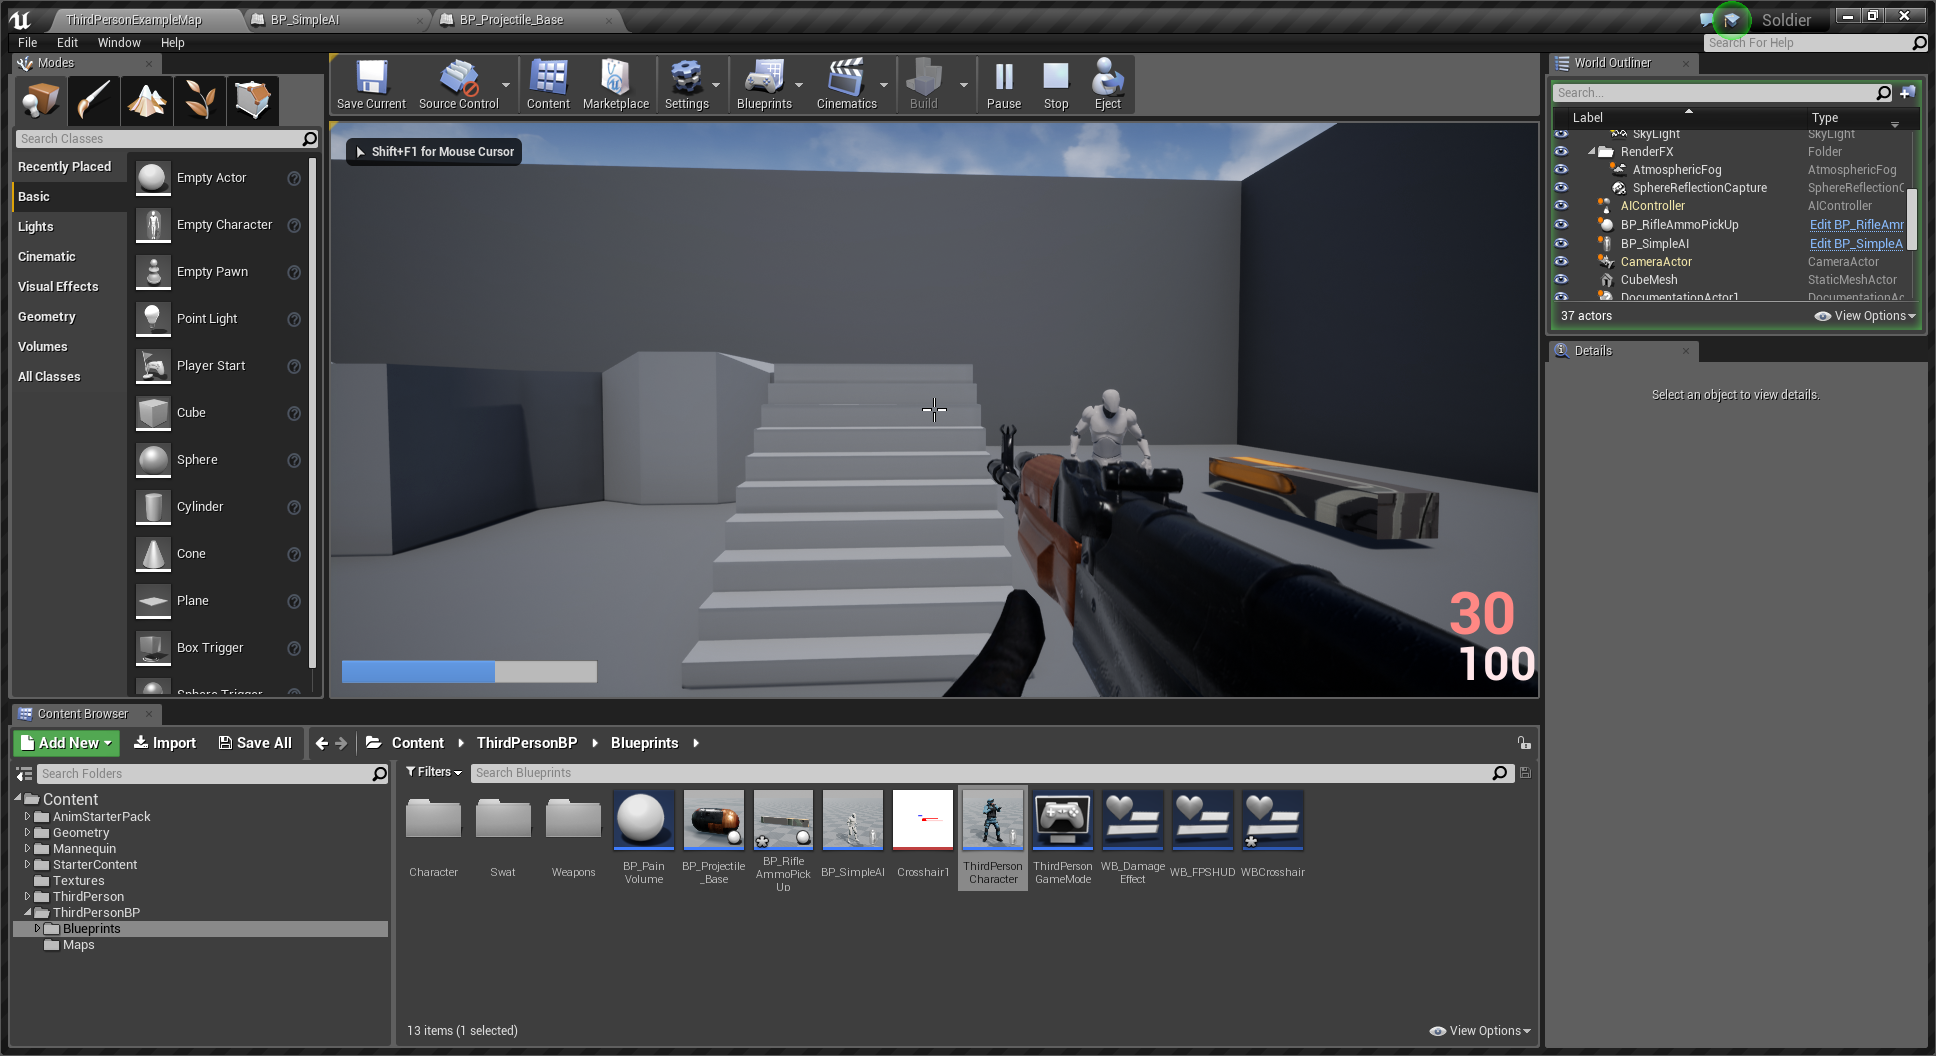 ThirdPersonExampleMap
BP_SimpleAI
BP_Projectile_Base
Soldier
File Edit Window Help
Search For Help
Modes
Search Classes
Recently Placed
Basic
Lights
Cinematic
Visual Effects
Geometry
Volumes
All Classes
Empty Actor
Empty Character
Empty Pawn
Point Light
Player Start
Cube
Sphere
Cylinder
Cone
Plane
Box Trigger
Sphere Trigger
Save Current
Source Control
Content
Marketplace
Settings
Blueprints
Cinematics
Build
Pause
Stop
Eject
Shift+F1 for Mouse Cursor
30
100
World Outliner
Search...
Label Type
SkyLight SkyLight
RenderFX Folder
AtmosphericFog AtmosphericFog
SphereReflectionCapture SphereReflectionC
AIController AIController
BP_RifleAmmoPickUp Edit BP_RifleAmr
BP_SimpleAI Edit BP_SimpleA
CameraActor CameraActor
CubeMesh StaticMeshActor
DocumentationActor1 DocumentationAc
37 actors
View Options
Details
Select an object to view details.
Content Browser
Add New
Import
Save All
Content
ThirdPersonBP
Blueprints
Search Folders
Filters
Search Blueprints
Content
AnimStarterPack
Geometry
Mannequin
StarterContent
Textures
ThirdPerson
ThirdPersonBP
Blueprints
Maps
Character
Swat
Weapons
BP_Pain
Volume
BP_Projectile
_Base
BP_Rifle
AmmoPick
Up
BP_SimpleAI
Crosshair1
ThirdPerson
Character
ThirdPerson
GameMode
WB_Damage
Effect
WB_FPSHUD
WBCrosshair
13 items (1 selected)
View Options